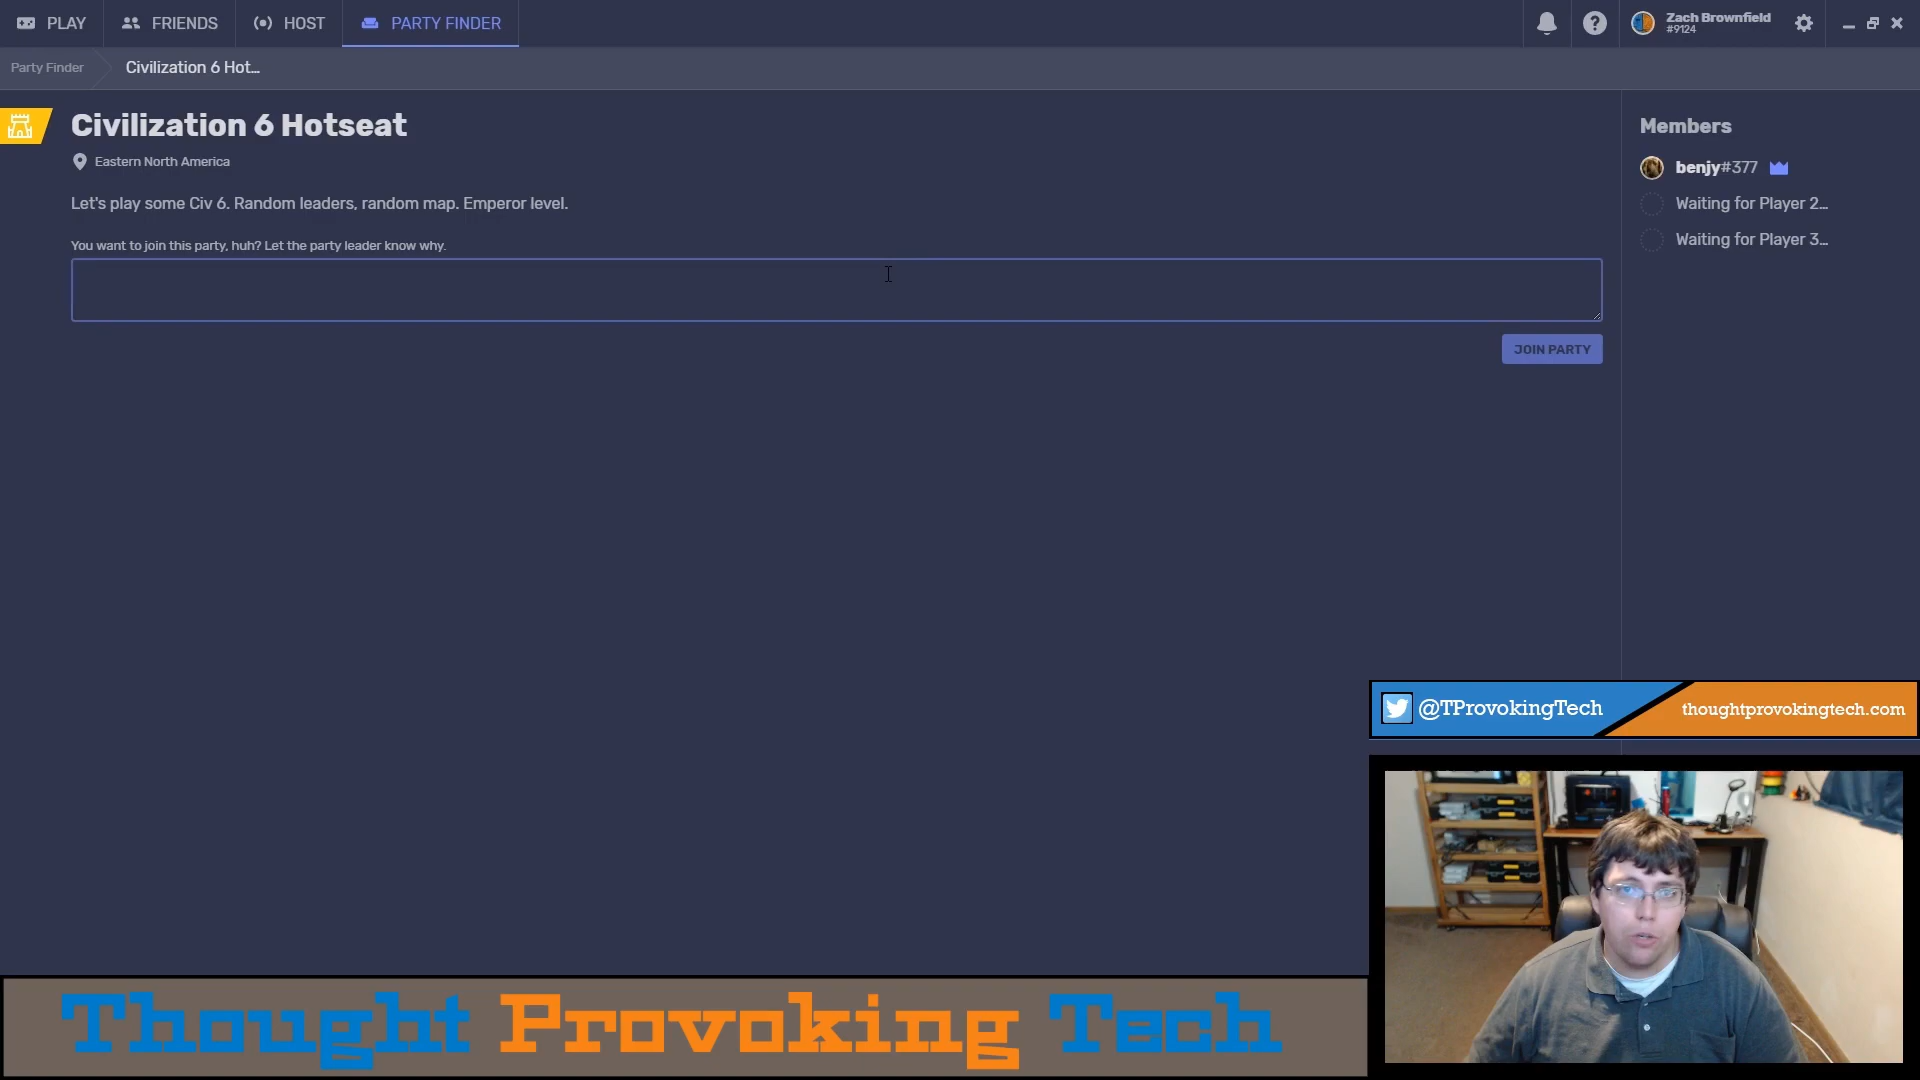 PLAY
FRIENDS
HOST
PARTY FINDER
?
Zach Brownfield
#9124
Party Finder
Civilization 6 Hot...
Civilization 6 Hotseat
Eastern North America
Let's play some Civ 6. Random leaders, random map. Emperor level.
You want to join this party, huh? Let the party leader know why.
JOIN PARTY
Members
benjy#377
Waiting for Player 2...
Waiting for Player 3...
@TProvokingTech
thoughtprovokingtech.com
Thought Provoking Tech